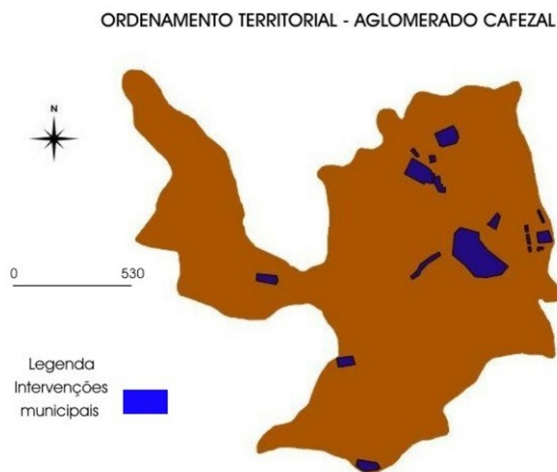 ORDENAMENTO TERRITORIAL - AGLOMERADO CAFEZAL
N
0 530
Legenda
Intervenções
municipais